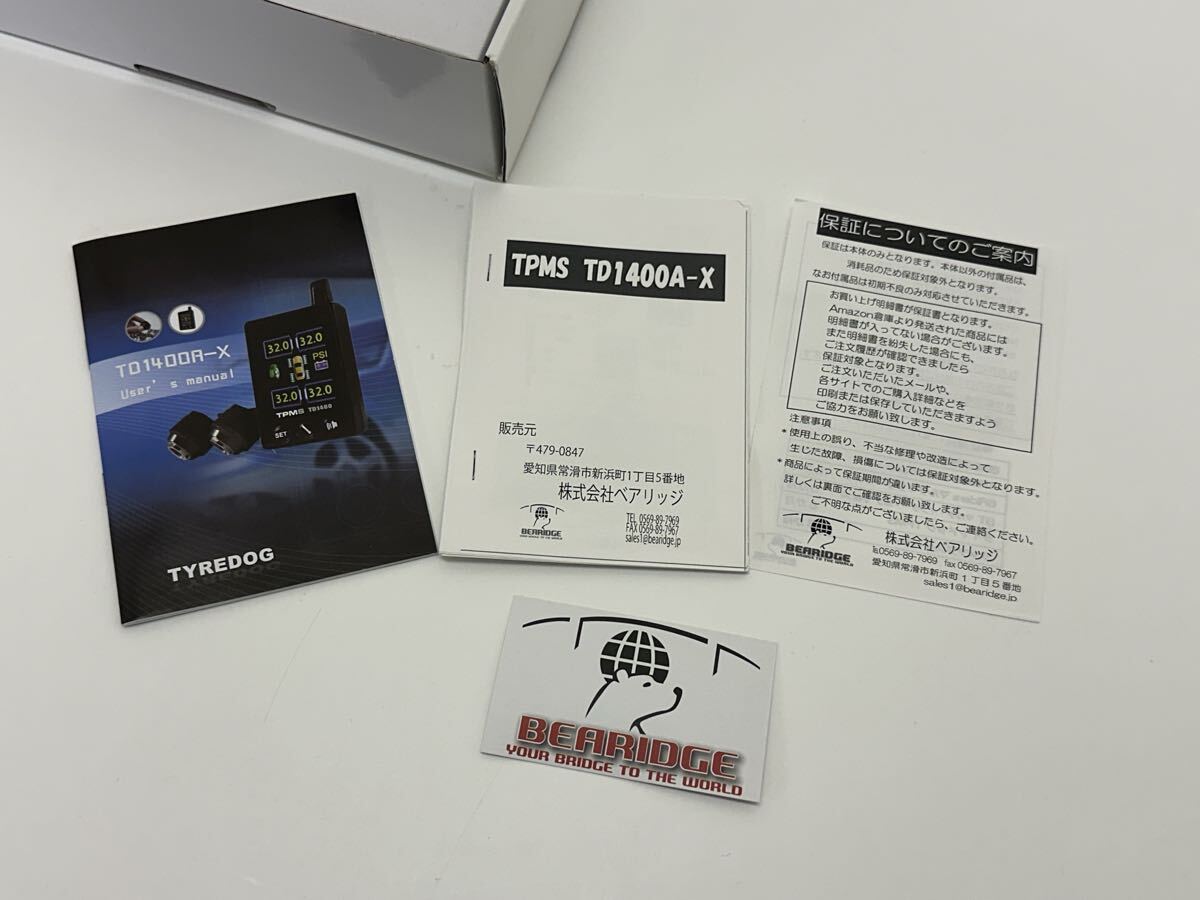 TD1400A-X
User's manual
32.0 32.0
PSI
32.0 32.0
TPMS TD1400
SET
TYREDOG
TPMS TD1400A-X
販売元
〒479-0847
愛知県常滑市新浜町1丁目5番地
株式会社ベアリッジ
TEL 0569-89-7969
FAX 0569-89-7967
sales1@bearidge.jp
BEARIDGE
YOUR BRIDGE TO THE WORLD
保証についてのご案内
保証は本体のみとなります。本体以外の付属品は、
消耗品のため保証対象外となります。
なお付属品は初期不良のみ対応させていただきます。
お買い上げ明細書が保証書となります。
Amazon倉庫より発送された商品には
明細書が入ってない場合がございます。
また明細書を紛失した場合にも、
ご注文履歴が確認できましたら
保証対象となります。
ご注文いただいたメールや、
各サイトでのご購入詳細などを
印刷または保存していただきますよう
ご協力をお願い致します。
注意事項
*使用上の誤り、不当な修理や改造によって
生じた故障、損傷については保証対象外となります。
*商品によって保証期間が違います。
詳しくは裏面でご確認をお願い致します。
ご不明な点がございましたら、ご連絡ください。
BEARIDGE
YOUR BRIDGE TO THE WORLD
株式会社ベアリッジ
℡0569-89-7969 fax 0569-89-7967
愛知県常滑市新浜町1丁目5番地
sales1@bearidge.jp
BEARIDGE
YOUR BRIDGE TO THE WORLD